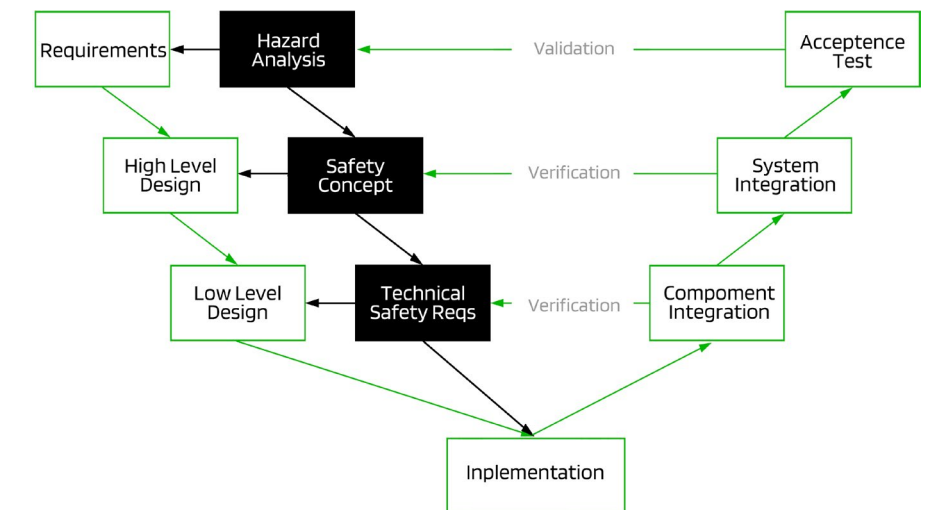 Requirements
Hazard
Analysis
Validation
Acceptence
Test
High Level
Design
Safety
Concept
Verification
System
Integration
Low Level
Design
Technical
Safety Reqs
Verification
Compoment
Integration
Inplementation